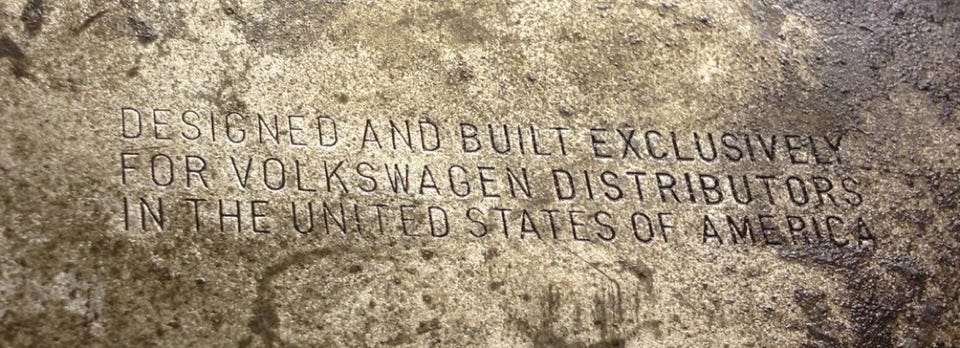 DESIGNED AND BUILT EXCLUSIVELY
FOR VOLKSWAGEN DISTRIBUTORS
IN THE UNITED STATES OF AMERICA